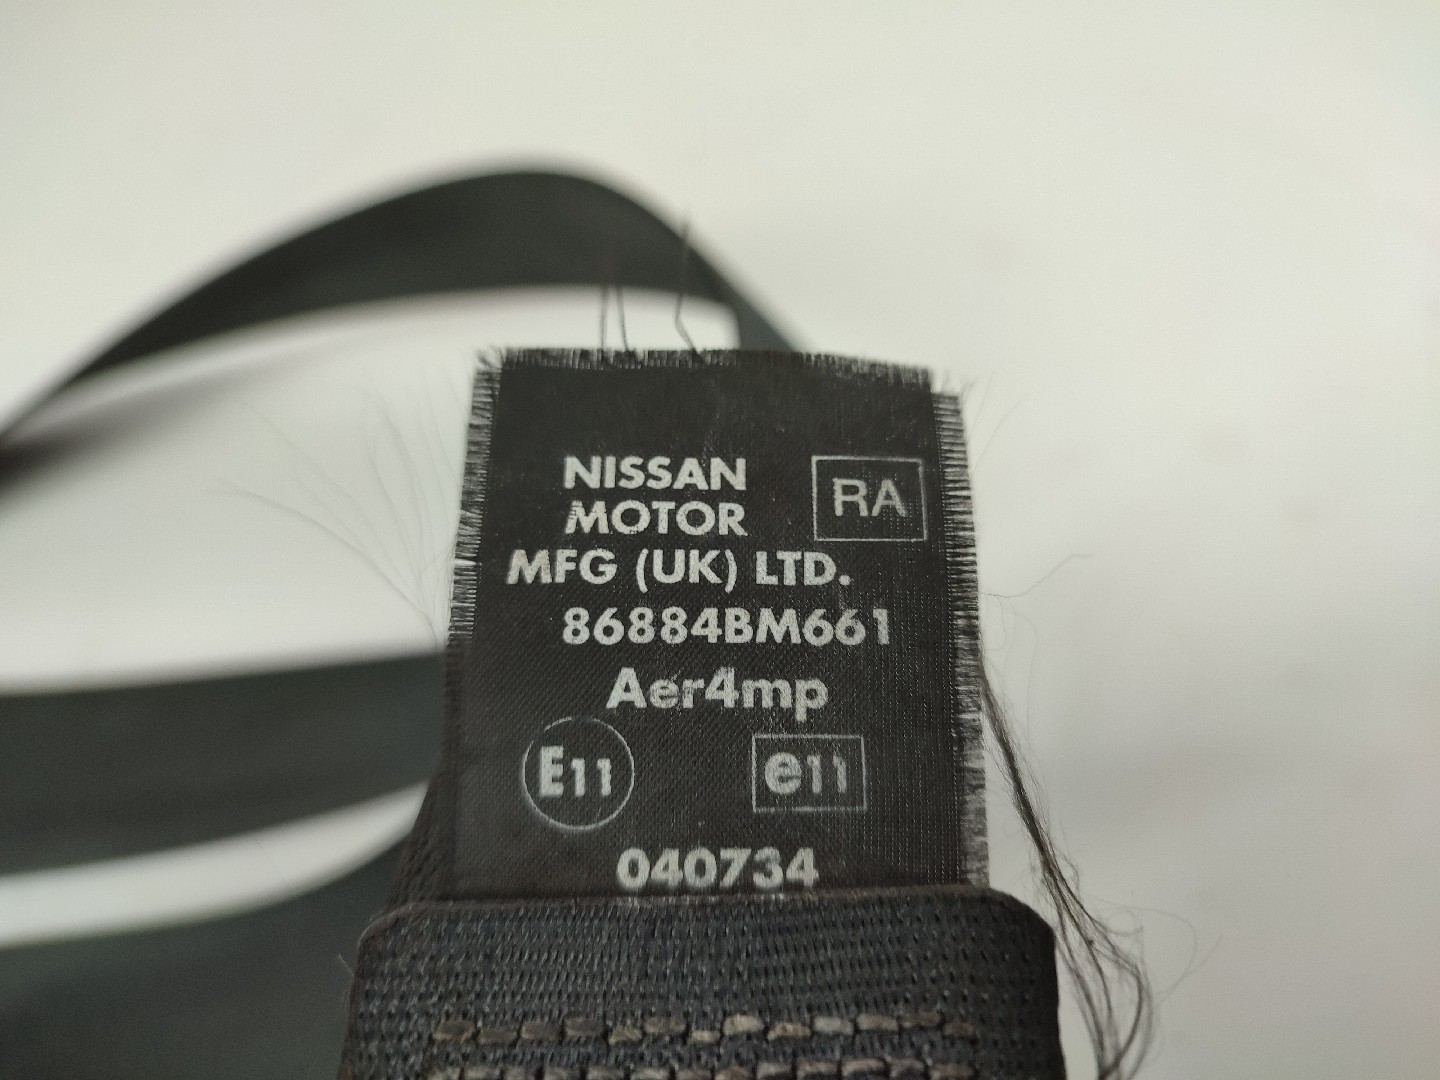 NISSAN
MOTOR
RA
MFG (UK) LTD.
86884BM661
Aer4mp
E11
e11
040734